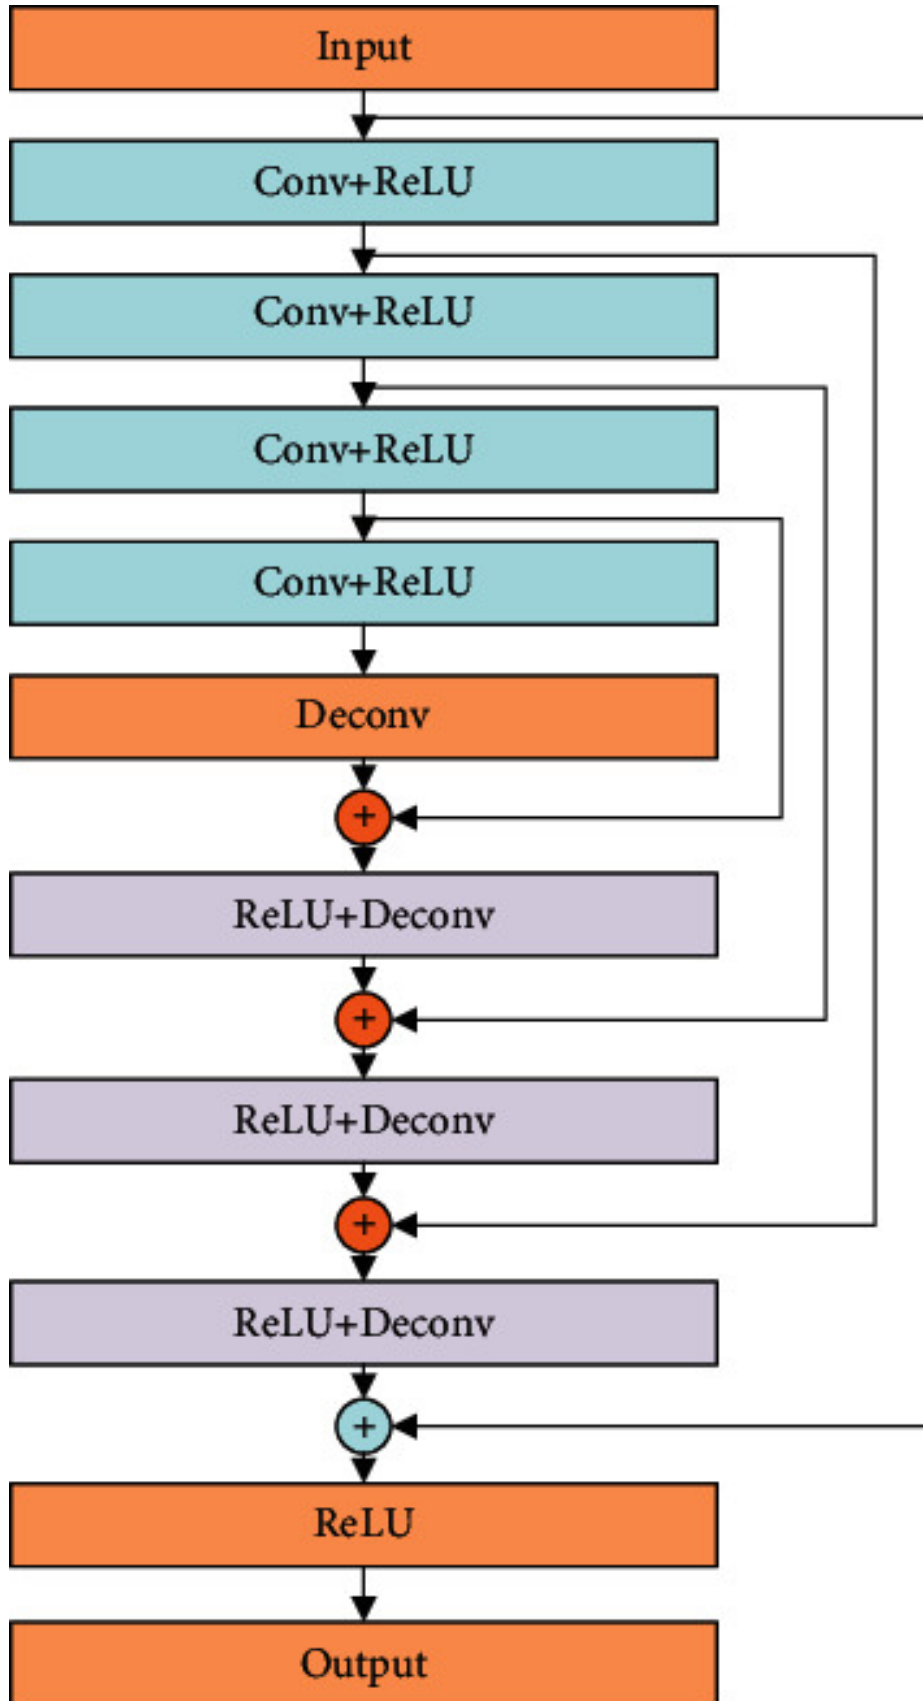 Input
Conv+ReLU
Conv+ReLU
Conv+ReLU
Conv+ReLU
Deconv
+
ReLU+Deconv
+
ReLU+Deconv
+
ReLU+Deconv
+
ReLU
Output